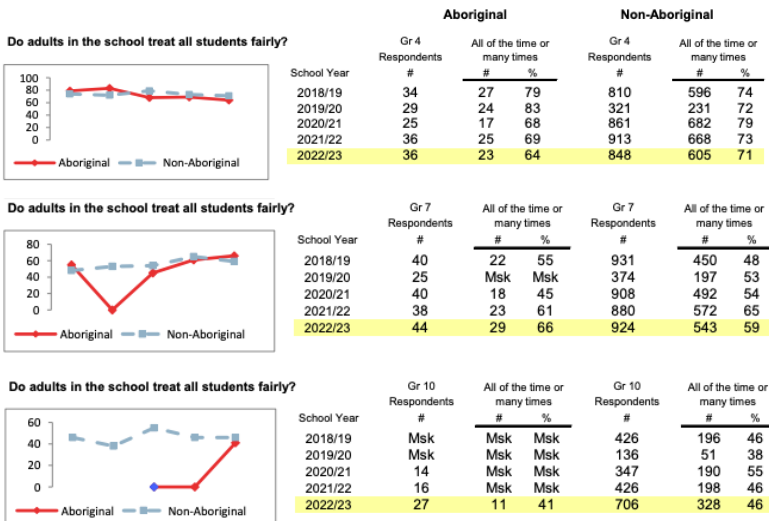 Aboriginal Non-Aboriginal
Do adults in the school treat all students fairly?
Gr 4 All of the time or Gr 4 All of the time or
Respondents many times Respondents many times
School Year # # % # # %
100
80
60
40
20
0
Aboriginal Non-Aboriginal
2018/19 34 27 79 810 596 74
2019/20 29 24 83 321 231 72
2020/21 25 17 68 861 682 79
2021/22 36 25 69 913 668 73
2022/23 36 23 64 848 605 71
Do adults in the school treat all students fairly?
Gr 7 All of the time or Gr 7 All of the time or
Respondents many times Respondents many times
School Year # # % # # %
80
60
40
20
0
Aboriginal Non-Aboriginal
2018/19 40 22 55 931 450 48
2019/20 25 Msk Msk 374 197 53
2020/21 40 18 45 908 492 54
2021/22 38 23 61 880 572 65
2022/23 44 29 66 924 543 59
Do adults in the school treat all students fairly?
Gr 10 All of the time or Gr 10 All of the time or
Respondents many times Respondents many times
School Year # # % # # %
60
40
20
0
Aboriginal Non-Aboriginal
2018/19 Msk Msk Msk 426 196 46
2019/20 Msk Msk Msk 136 51 38
2020/21 14 Msk Msk 347 190 55
2021/22 16 Msk Msk 426 198 46
2022/23 27 11 41 706 328 46